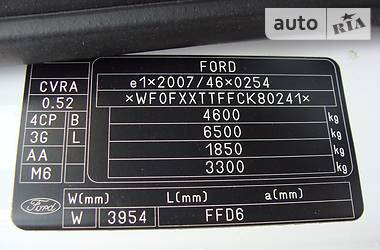 auto RIA
FORD
e1×2007/46×0254
×WF0FXXTTFFCK80241×
CVRA
0.52
4CP B
3G L
AA
M6
4600 kg
6500 kg
1850 kg
3300 kg
W(mm) L(mm) a(mm)
W 3954 FFD6
Ford